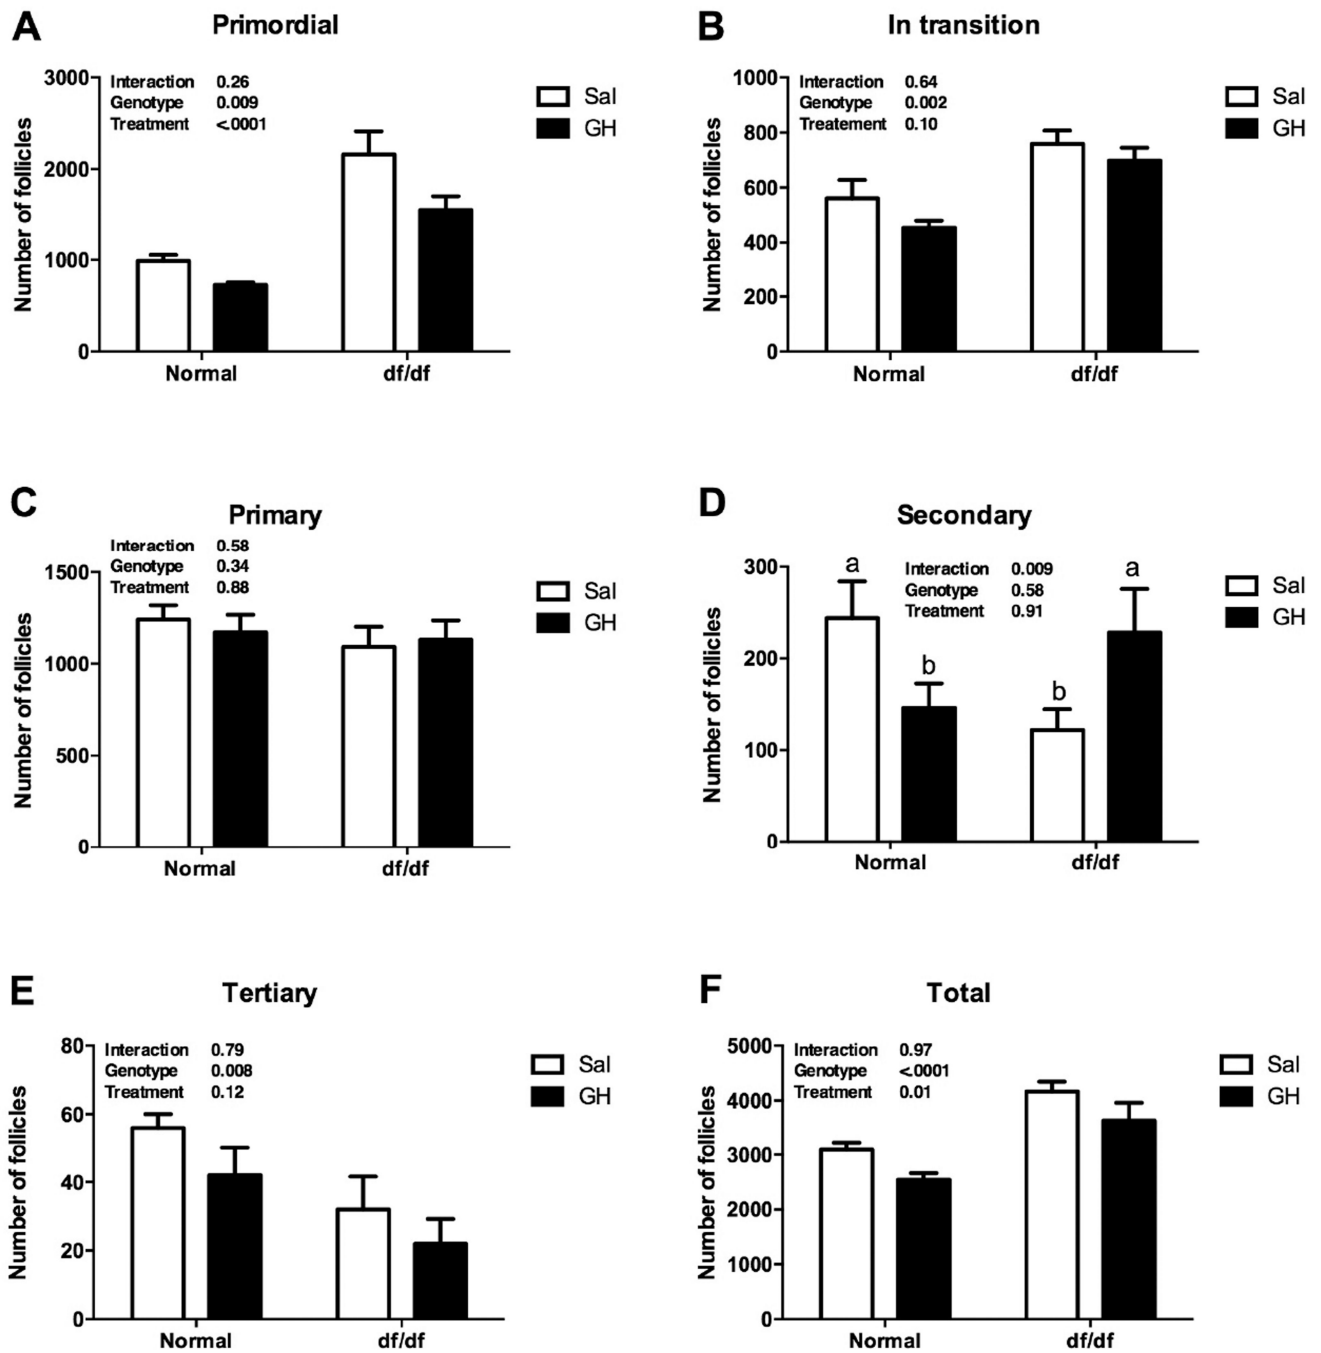 A
Primordial
Interaction 0.26
Genotype 0.009
Treatment <.0001
Sal
GH
Number of follicles
3000
2000
1000
0
Normal
df/df
B
In transition
Interaction 0.64
Genotype 0.002
Treatement 0.10
Sal
GH
Number of follicles
1000
800
600
400
200
0
Normal
df/df
C
Primary
Interaction 0.58
Genotype 0.34
Treatment 0.88
Sal
GH
Number of follicles
1500
1000
500
0
Normal
df/df
D
Secondary
Interaction 0.009
Genotype 0.58
Treatment 0.91
Sal
GH
Number of follicles
300
200
100
0
a
b
b
a
Normal
df/df
E
Tertiary
Interaction 0.79
Genotype 0.008
Treatment 0.12
Sal
GH
Number of follicles
80
60
40
20
0
Normal
df/df
F
Total
Interaction 0.97
Genotype <.0001
Treatment 0.01
Sal
GH
Number of follicles
5000
4000
3000
2000
1000
0
Normal
df/df